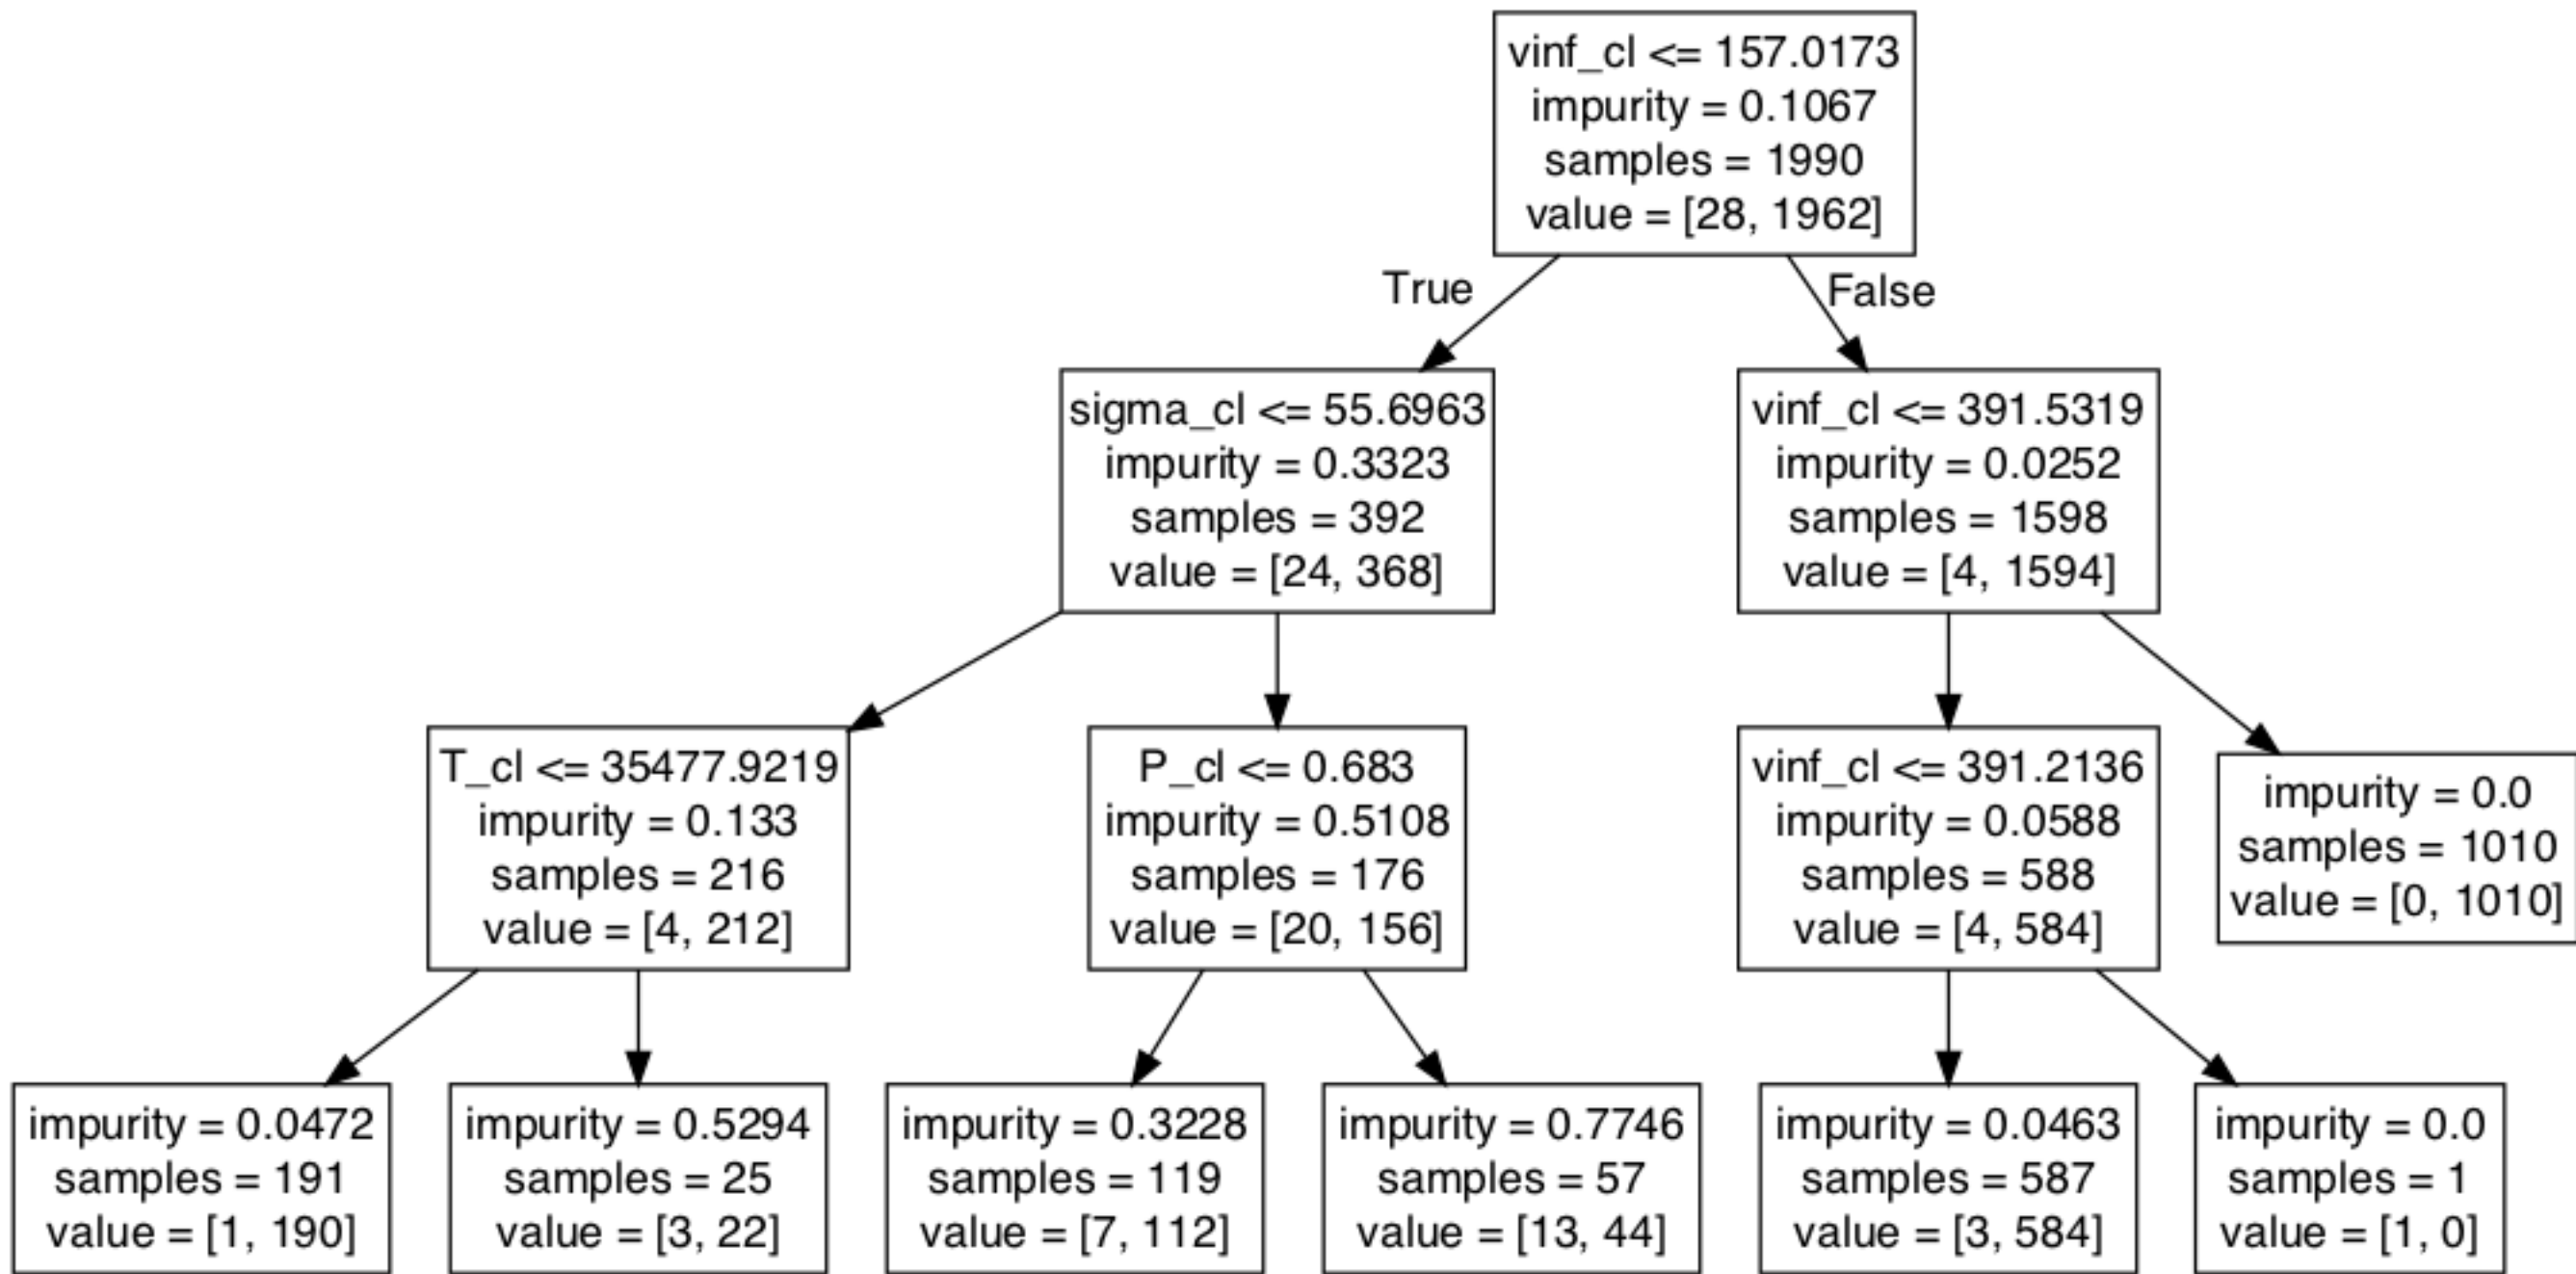 vinf_cl <= 157.0173
impurity = 0.1067
samples = 1990
value = [28, 1962]
True
False
sigma_cl <= 55.6963
impurity = 0.3323
samples = 392
value = [24, 368]
vinf_cl <= 391.5319
impurity = 0.0252
samples = 1598
value = [4, 1594]
T_cl <= 35477.9219
impurity = 0.133
samples = 216
value = [4, 212]
P_cl <= 0.683
impurity = 0.5108
samples = 176
value = [20, 156]
vinf_cl <= 391.2136
impurity = 0.0588
samples = 588
value = [4, 584]
impurity = 0.0
samples = 1010
value = [0, 1010]
impurity = 0.0472
samples = 191
value = [1, 190]
impurity = 0.5294
samples = 25
value = [3, 22]
impurity = 0.3228
samples = 119
value = [7, 112]
impurity = 0.7746
samples = 57
value = [13, 44]
impurity = 0.0463
samples = 587
value = [3, 584]
impurity = 0.0
samples = 1
value = [1, 0]